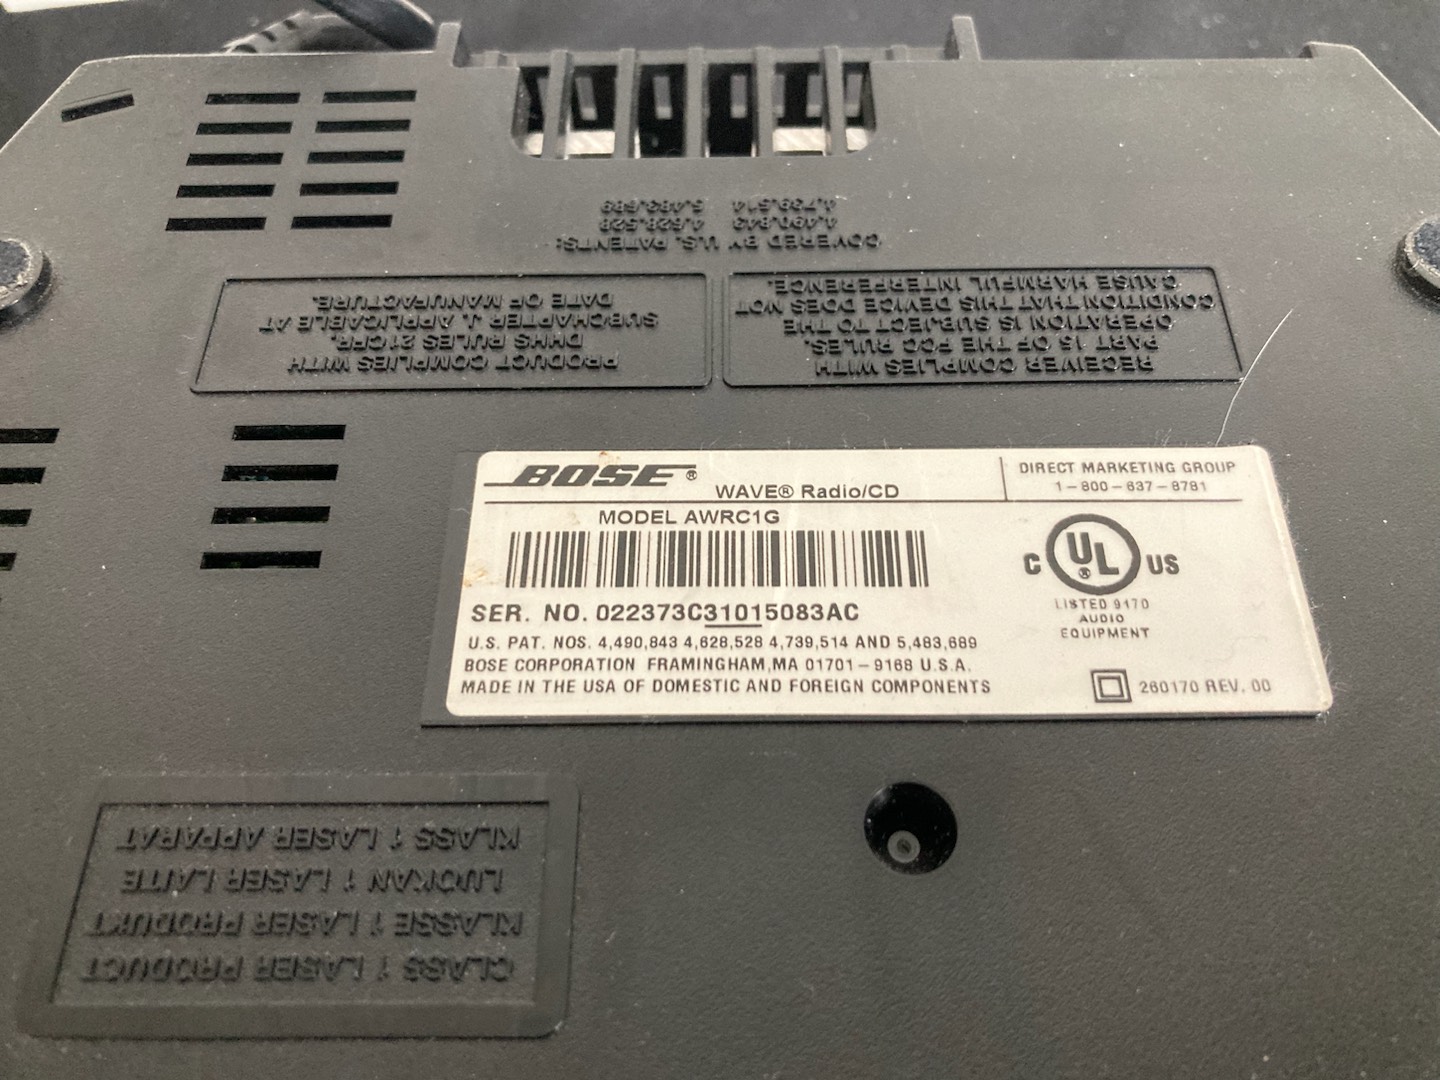 COVERED BY U.S. PATENTS:
4,490,843 4,628,528
4,739,514 5,483,689
PRODUCT COMPLIES WITH
DHHS RULES 21 CFR,
SUBCHAPTER J, APPLICABLE AT
DATE OF MANUFACTURE.
RECEIVER COMPLIES WITH
PART 15 OF THE FCC RULES.
OPERATION IS SUBJECT TO THE
CONDITION THAT THIS DEVICE DOES NOT
CAUSE HARMFUL INTERFERENCE.
BOSE®
WAVE® Radio/CD
DIRECT MARKETING GROUP
1-800-637-8781
MODEL AWRC1G
SER. NO. 022373C31015083AC
U.S. PAT. NOS. 4,490,843 4,628,528 4,739,514 AND 5,483,689
BOSE CORPORATION FRAMINGHAM,MA 01701-9168 U.S.A.
MADE IN THE USA OF DOMESTIC AND FOREIGN COMPONENTS
C UL® US
LISTED 9170
AUDIO
EQUIPMENT
260170 REV. 00
CLASS 1 LASER PRODUCT
KLASSE 1 LASER PRODUKT
LUOKAN 1 LASER LAITE
KLASS 1 LASER APPARAT